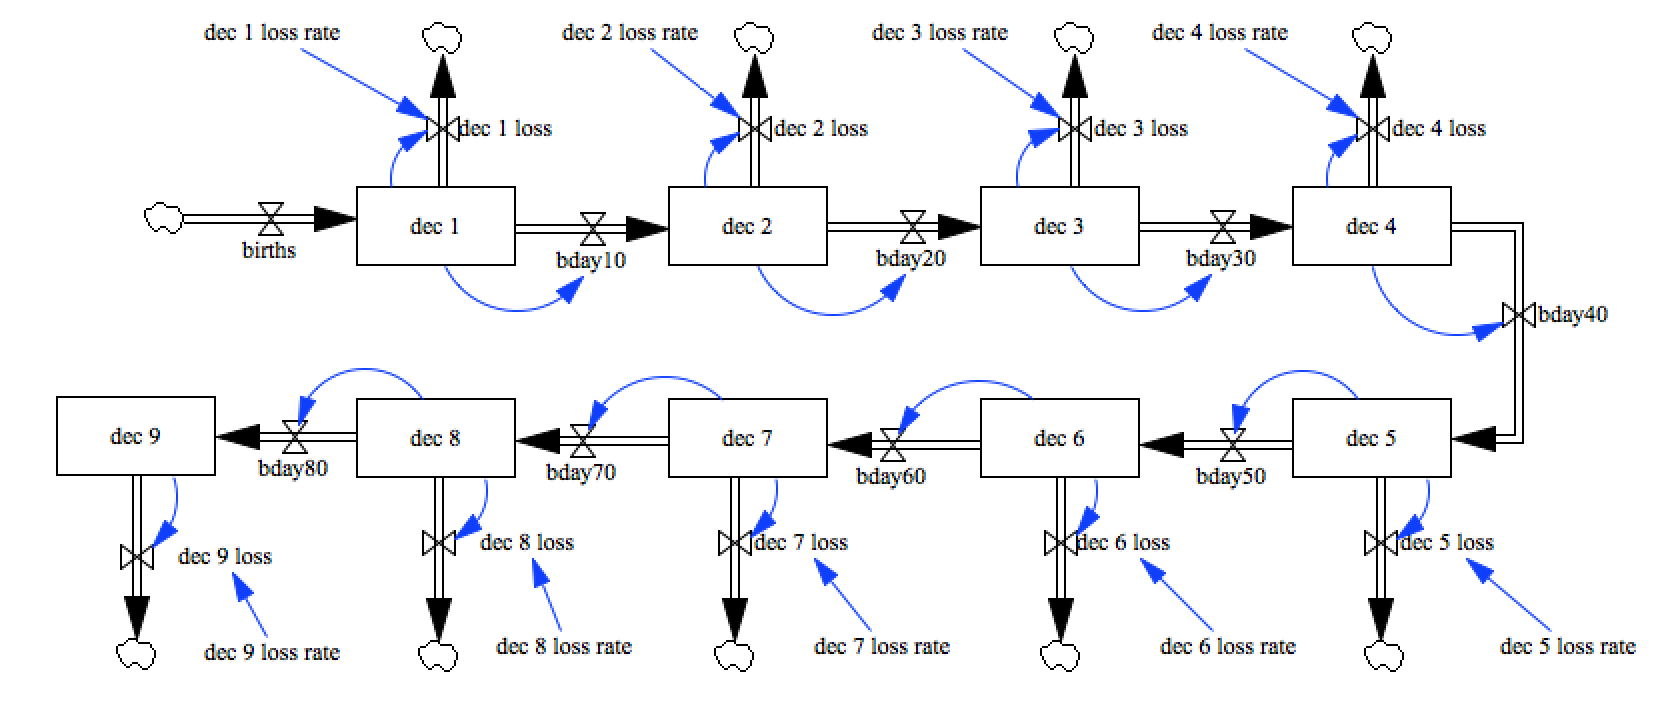 dec 1 loss rate
dec 2 loss rate
dec 3 loss rate
dec 4 loss rate
dec 1 loss
dec 2 loss
dec 3 loss
dec 4 loss
births
dec 1
bday10
dec 2
bday20
dec 3
bday30
dec 4
bday40
dec 9
bday80
dec 8
bday70
dec 7
bday60
dec 6
bday50
dec 5
dec 9 loss
dec 8 loss
dec 7 loss
dec 6 loss
dec 5 loss
dec 9 loss rate
dec 8 loss rate
dec 7 loss rate
dec 6 loss rate
dec 5 loss rate